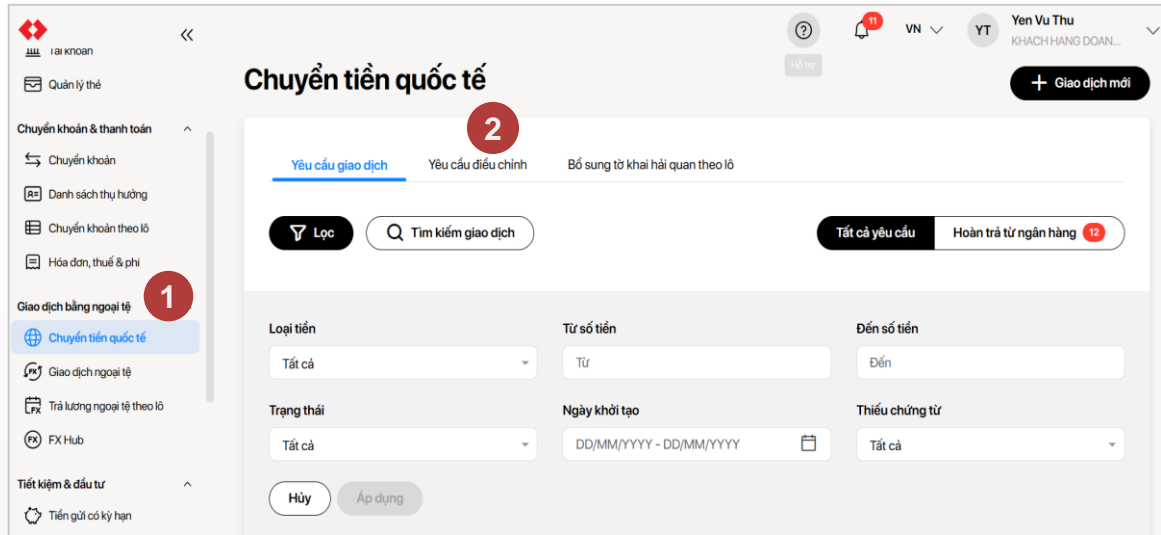 11
VN
YT
Yen Vu Thu
KHACH HANG DOAN...
Tài khoản
Hỗ trợ
Quản lý thẻ
Chuyển tiền quốc tế
+ Giao dịch mới
Chuyển khoản & thanh toán
2
Chuyển khoản
Yêu cầu giao dịch
Yêu cầu điều chỉnh
Bổ sung tờ khai hải quan theo lô
Danh sách thụ hưởng
Chuyển khoản theo lô
Lọc
Tìm kiếm giao dịch
Tất cả yêu cầu
Hoàn trả từ ngân hàng 12
Hóa đơn, thuế & phí
1
Giao dịch bằng ngoại tệ
Chuyển tiền quốc tế
Loại tiền
Từ số tiền
Đến số tiền
Tất cả
Từ
Đến
FX Giao dịch ngoại tệ
FX Trả lương ngoại tệ theo lô
Trạng thái
Ngày khởi tạo
Thiếu chứng từ
FX FX Hub
Tất cả
DD/MM/YYYY - DD/MM/YYYY
Tất cả
Tiết kiệm & đầu tư
Hủy
Áp dụng
Tiền gửi có kỳ hạn